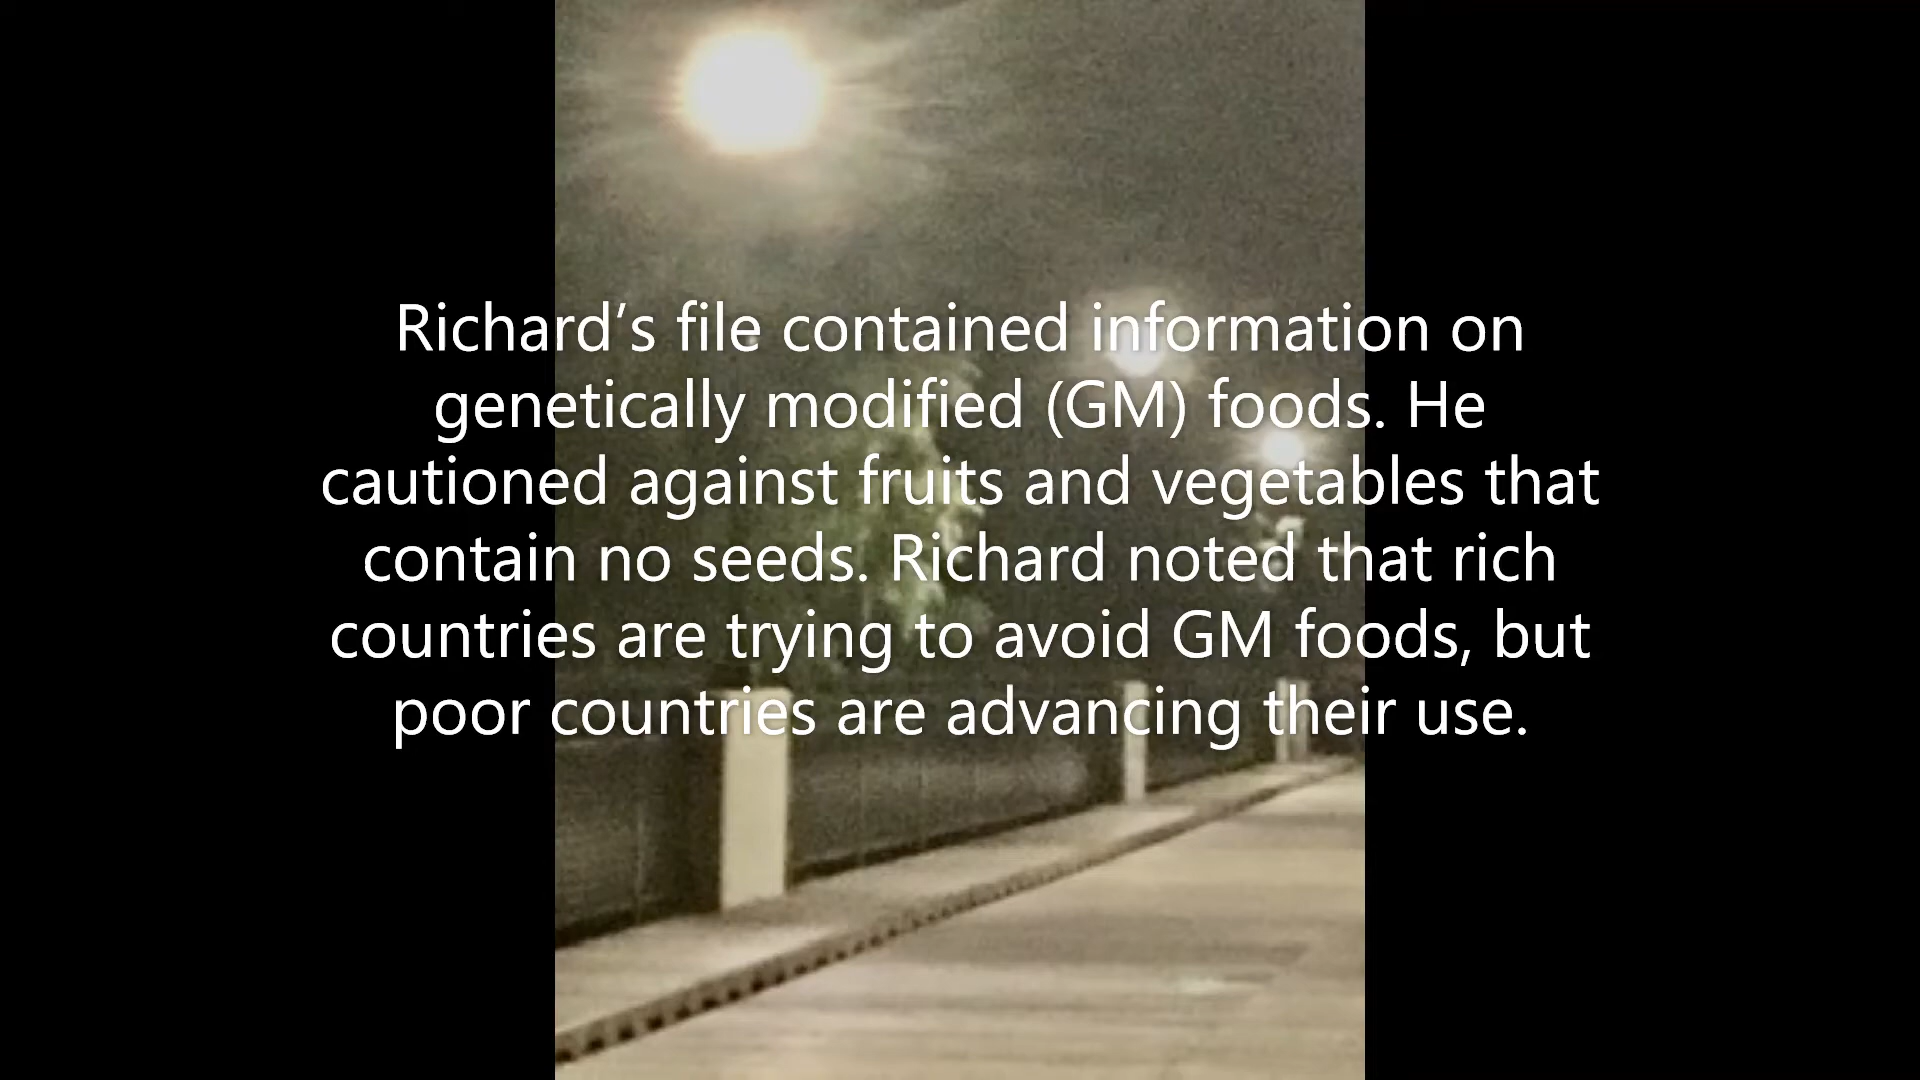 Richard’s file contained information on
genetically modified (GM) foods. He
cautioned against fruits and vegetables that
contain no seeds. Richard noted that rich
countries are trying to avoid GM foods, but
poor countries are advancing their use.